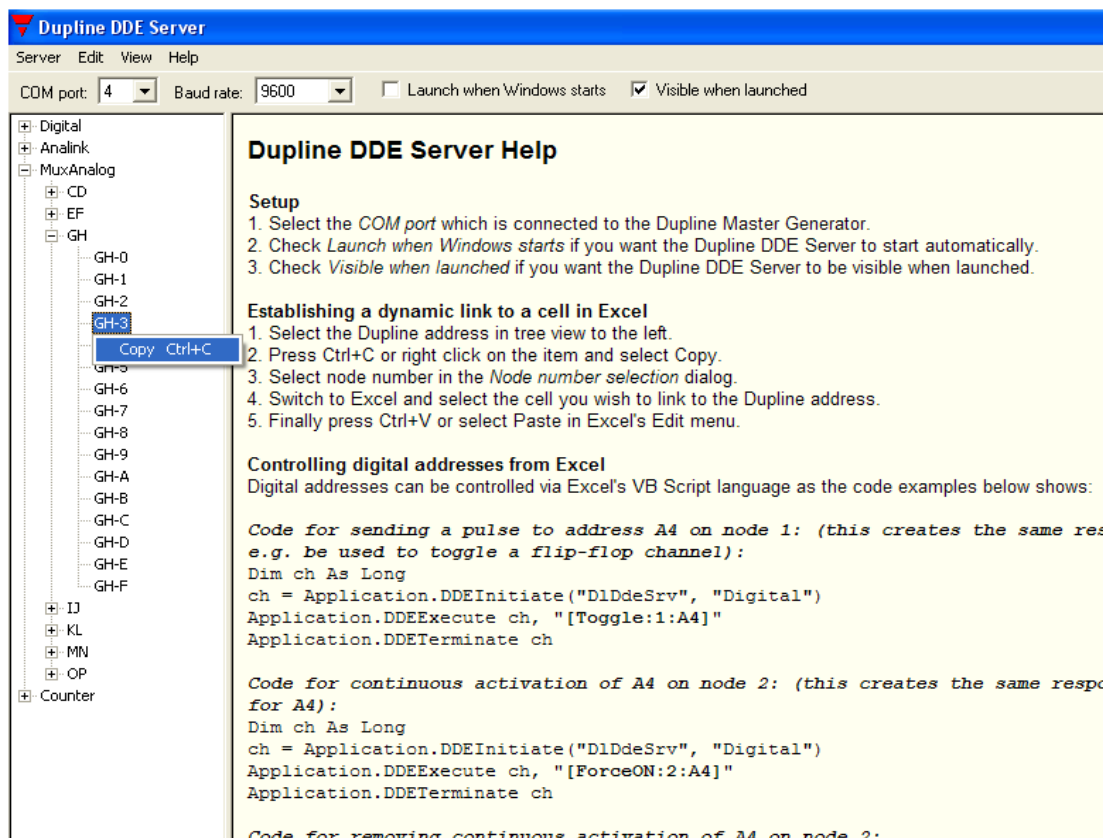 Dupline DDE Server
Server Edit View Help
COM port: 4 Baud rate: 9600 Launch when Windows starts Visible when launched
Digital
Analink
MuxAnalog
CD
EF
GH
GH-0
GH-1
GH-2
GH-3
Copy Ctrl+C
GH-5
GH-6
GH-7
GH-8
GH-9
GH-A
GH-B
GH-C
GH-D
GH-E
GH-F
IJ
KL
MN
OP
Counter
Dupline DDE Server Help
Setup
1. Select the COM port which is connected to the Dupline Master Generator.
2. Check Launch when Windows starts if you want the Dupline DDE Server to start automatically.
3. Check Visible when launched if you want the Dupline DDE Server to be visible when launched.
Establishing a dynamic link to a cell in Excel
1. Select the Dupline address in tree view to the left.
2. Press Ctrl+C or right click on the item and select Copy.
3. Select node number in the Node number selection dialog.
4. Switch to Excel and select the cell you wish to link to the Dupline address.
5. Finally press Ctrl+V or select Paste in Excel's Edit menu.
Controlling digital addresses from Excel
Digital addresses can be controlled via Excel's VB Script language as the code examples below shows:
Code for sending a pulse to address A4 on node 1: (this creates the same res
e.g. be used to toggle a flip-flop channel):
Dim ch As Long
ch = Application.DDEInitiate("DlDdeSrv", "Digital")
Application.DDEExecute ch, "[Toggle:1:A4]"
Application.DDETerminate ch
Code for continuous activation of A4 on node 2: (this creates the same respo
for A4):
Dim ch As Long
ch = Application.DDEInitiate("DlDdeSrv", "Digital")
Application.DDEExecute ch, "[ForceON:2:A4]"
Application.DDETerminate ch
Code for removing continuous activation of A4 on node 2: